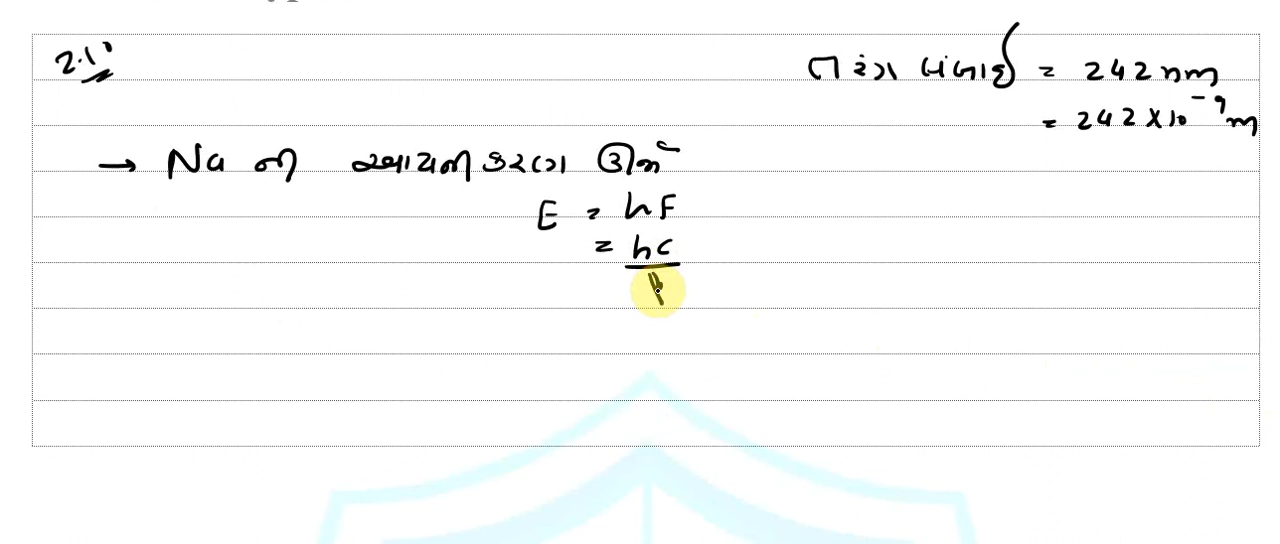 2.1'
તરંગ લંબાઈ = 242 nm
= 242 X 10⁻⁹ m
→ Na નું આયનીકરણ ઊર્જા
E = hF
= hc